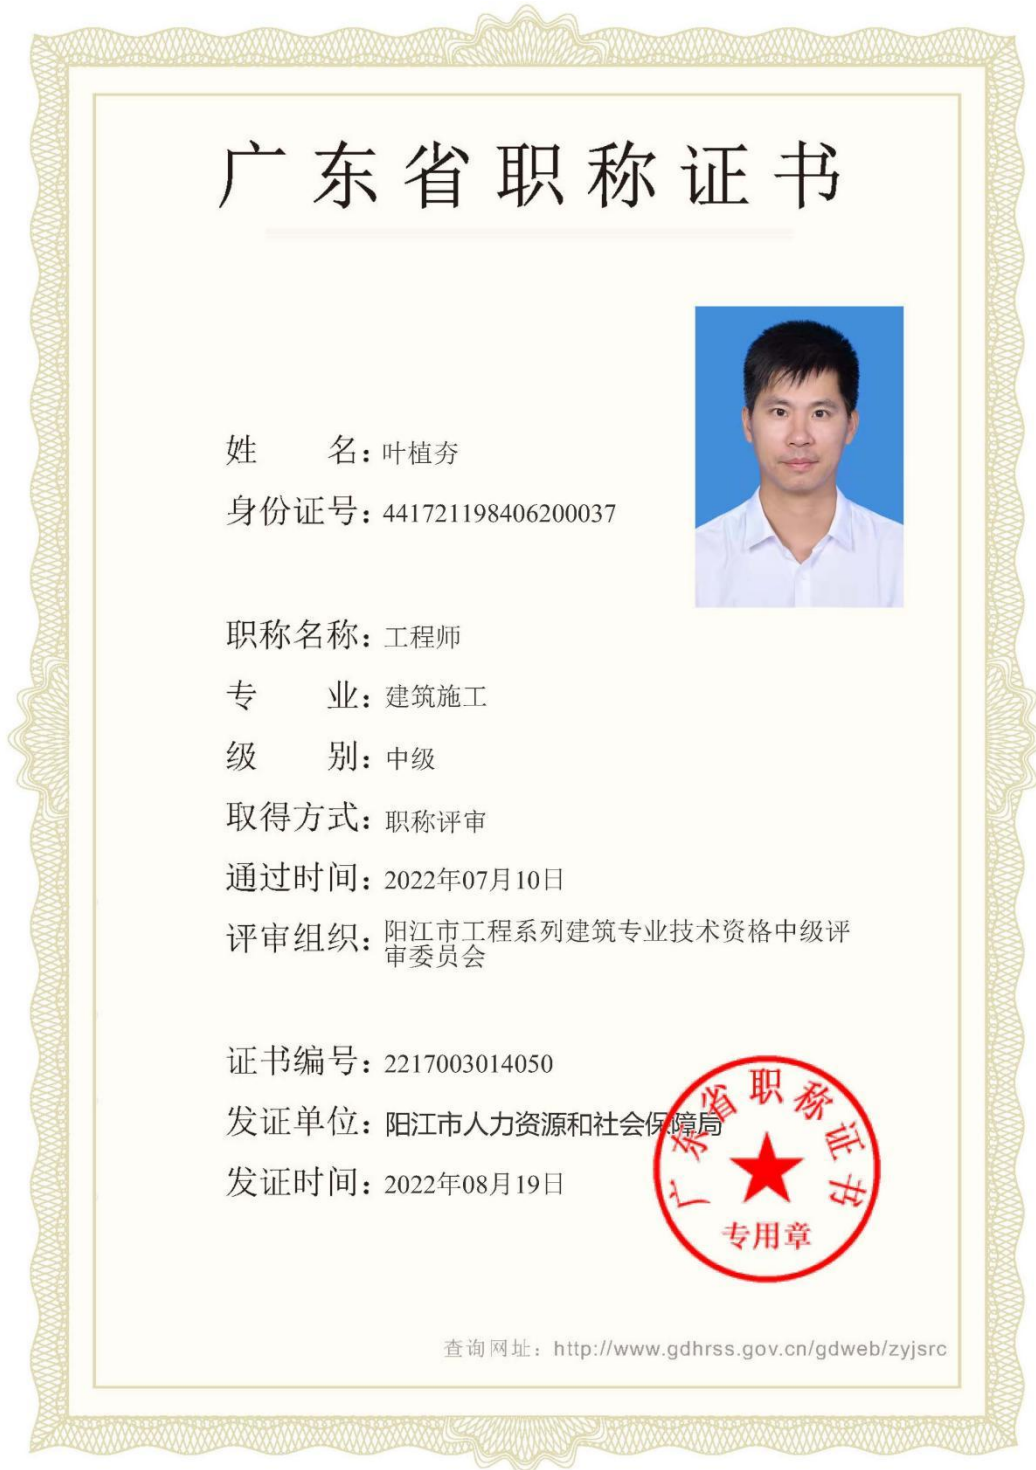 广东省职称证书
姓 名：叶植夯
身份证号：441721198406200037
职称名称：工程师
专 业：建筑施工
级 别：中级
取得方式：职称评审
通过时间：2022年07月10日
评审组织：阳江市工程系列建筑专业技术资格中级评
审委员会
证书编号：2217003014050
发证单位：阳江市人力资源和社会保障局
发证时间：2022年08月19日
广东省职称证书
专用章
查询网址：http://www.gdhrss.gov.cn/gdweb/zyjsrc